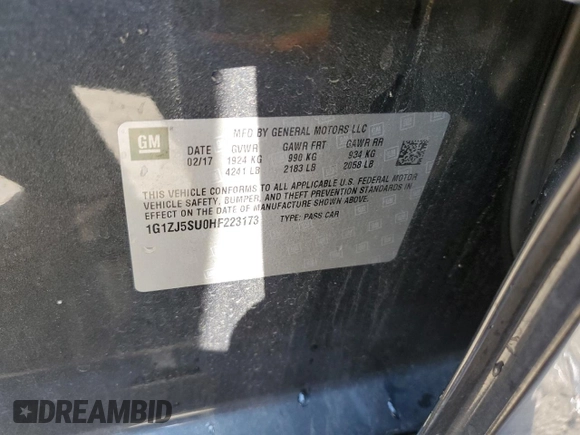 GM
MFD BY GENERAL MOTORS LLC
DATE GVWR GAWR FRT GAWR RR
02/17 1924 KG 990 KG 934 KG
4241 LB 2183 LB 2058 LB
THIS VEHICLE CONFORMS TO ALL APPLICABLE U.S. FEDERAL MOTOR
VEHICLE SAFETY, BUMPER, AND THEFT PREVENTION STANDARDS IN
EFFECT ON THE DATE OF MANUFACTURE SHOWN ABOVE.
1G1ZJ5SU0HF223173 TYPE: PASS CAR
DREAMBID